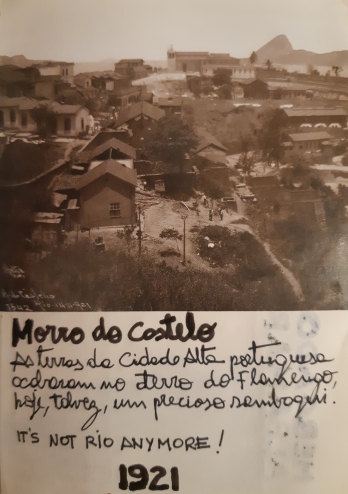 Morro do Castelo
As terras da Cidade Alta portuguesa
acabaram no aterro do Flamengo,
hoje, talvez, um precioso sambaqui.
IT'S NOT RIO ANYMORE!
1921